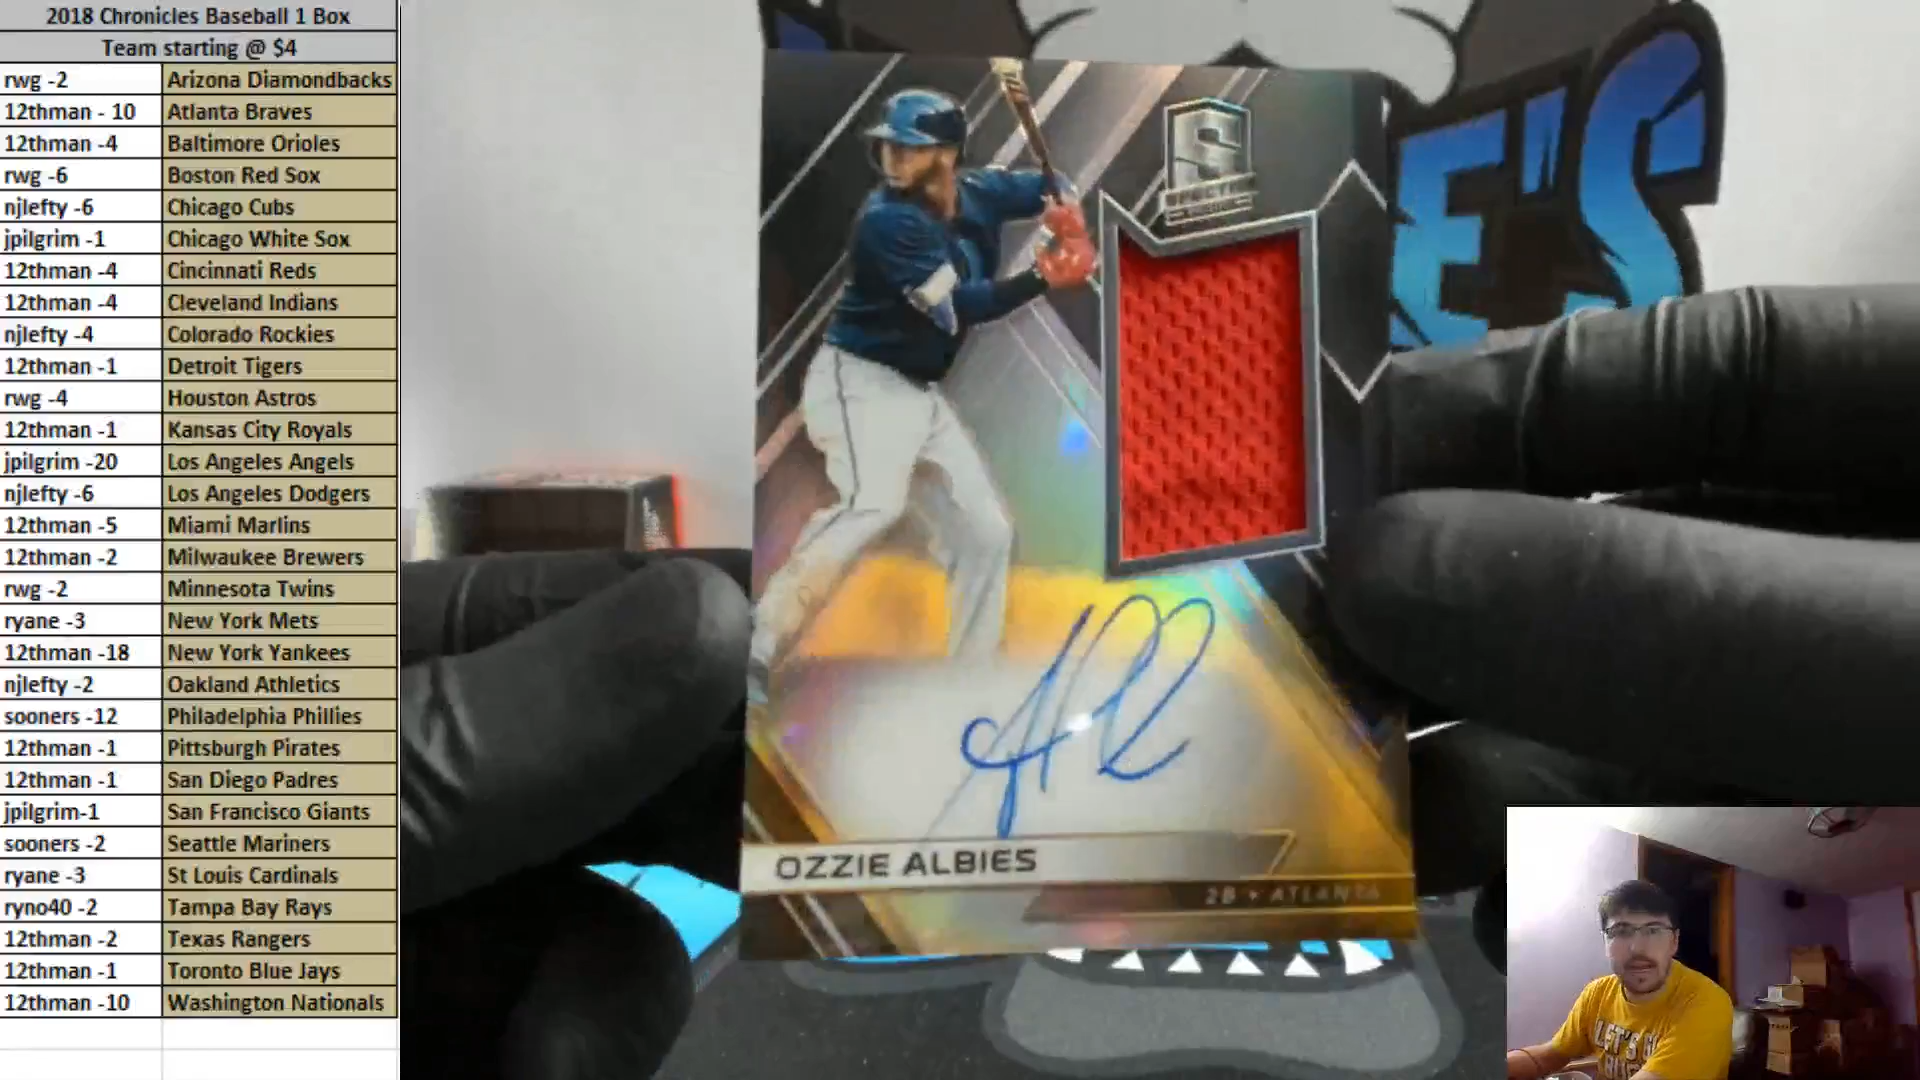 2018 Chronicles Baseball 1 Box
Team starting @ $4
rwg -2 Arizona Diamondbacks
12thman - 10 Atlanta Braves
12thman -4 Baltimore Orioles
rwg -6 Boston Red Sox
njlefty -6 Chicago Cubs
jpilgrim -1 Chicago White Sox
12thman -4 Cincinnati Reds
12thman -4 Cleveland Indians
njlefty -4 Colorado Rockies
12thman -1 Detroit Tigers
rwg -4 Houston Astros
12thman -1 Kansas City Royals
jpilgrim -20 Los Angeles Angels
njlefty -6 Los Angeles Dodgers
12thman -5 Miami Marlins
12thman -2 Milwaukee Brewers
rwg -2 Minnesota Twins
ryane -3 New York Mets
12thman -18 New York Yankees
njlefty -2 Oakland Athletics
sooners -12 Philadelphia Phillies
12thman -1 Pittsburgh Pirates
12thman -1 San Diego Padres
jpilgrim-1 San Francisco Giants
sooners -2 Seattle Mariners
ryane -3 St Louis Cardinals
ryno40 -2 Tampa Bay Rays
12thman -2 Texas Rangers
12thman -1 Toronto Blue Jays
12thman -10 Washington Nationals
S
E'S
OZZIE ALBIES
2B • ATLANTA
LET'S